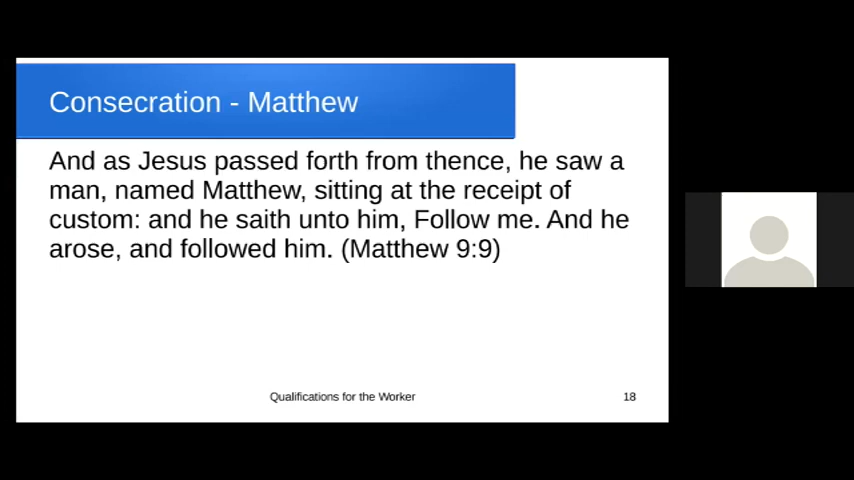 Consecration - Matthew
And as Jesus passed forth from thence, he saw a
man, named Matthew, sitting at the receipt of
custom: and he saith unto him, Follow me. And he
arose, and followed him. (Matthew 9:9)
Qualifications for the Worker
18